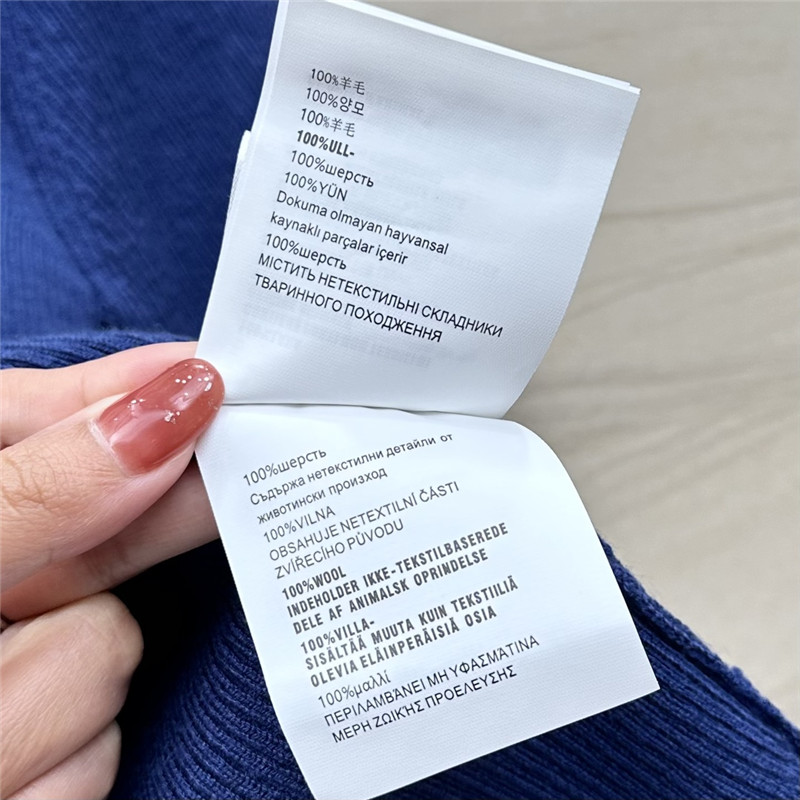 100%羊毛
100%양모
100%羊毛
100%ULL-
100%шерсть
100%YÜN
Dokuma olmayan hayvansal
kaynaklı parçalar içerir
100%шерсть
МІСТИТЬ НЕТЕКСТИЛЬНІ СКЛАДНИКИ
ТВАРИННОГО ПОХОДЖЕННЯ
100%шерсть
Съдържа нетекстилни детайли от
животински произход
100%VILNA
OBSAHUJE NETEXTILNÍ ČÁSTI
ZVÍŘECÍHO PŮVODU
100%WOOL
INDEHOLDER IKKE-TEKSTILBASEREDE
DELE AF ANIMALSK OPRINDELSE
100%VILLA-
SISÄLTÄÄ MUUTA KUIN TEKSTIILIÄ
OLEVIA ELÄINPERÄISIÄ OSIA
100%μαλλί
ΠΕΡΙΛΑΜΒΑΝΕΙ ΜΗ ΥΦΑΣΜΑΤΙΝΑ
ΜΕΡΗ ΖΩΙΚΗΣ ΠΡΟΕΛΕΥΣΗΣ